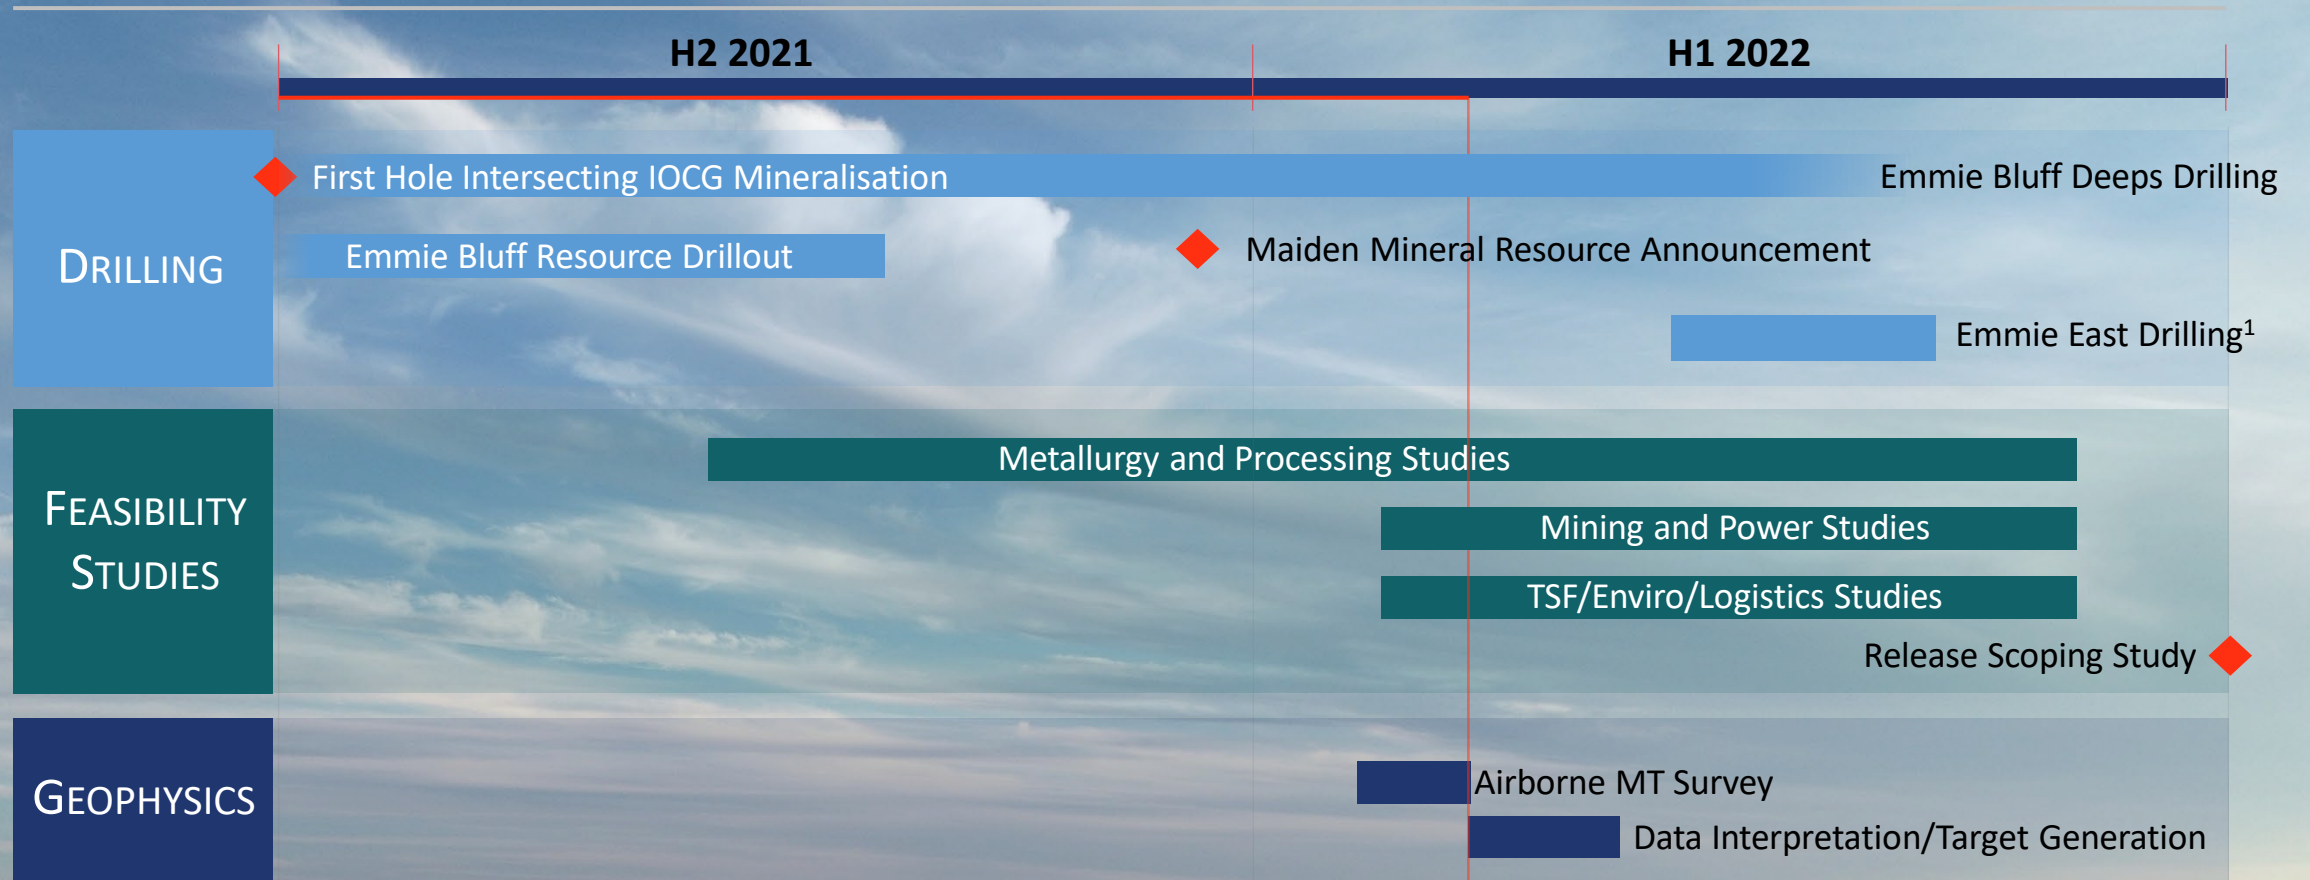 H2 2021
H1 2022
DRILLING
First Hole Intersecting IOCG Mineralisation
Emmie Bluff Deeps Drilling
Emmie Bluff Resource Drillout
Maiden Mineral Resource Announcement
Emmie East Drilling¹
FEASIBILITY
STUDIES
Metallurgy and Processing Studies
Mining and Power Studies
TSF/Enviro/Logistics Studies
Release Scoping Study
GEOPHYSICS
Airborne MT Survey
Data Interpretation/Target Generation